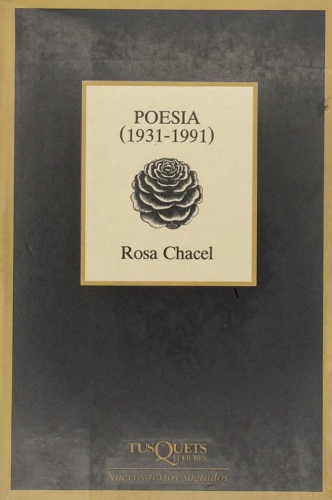 POESIA
(1931-1991)
Rosa Chacel
TUSQUETS
EDITORES
Nuevos textos sagrados